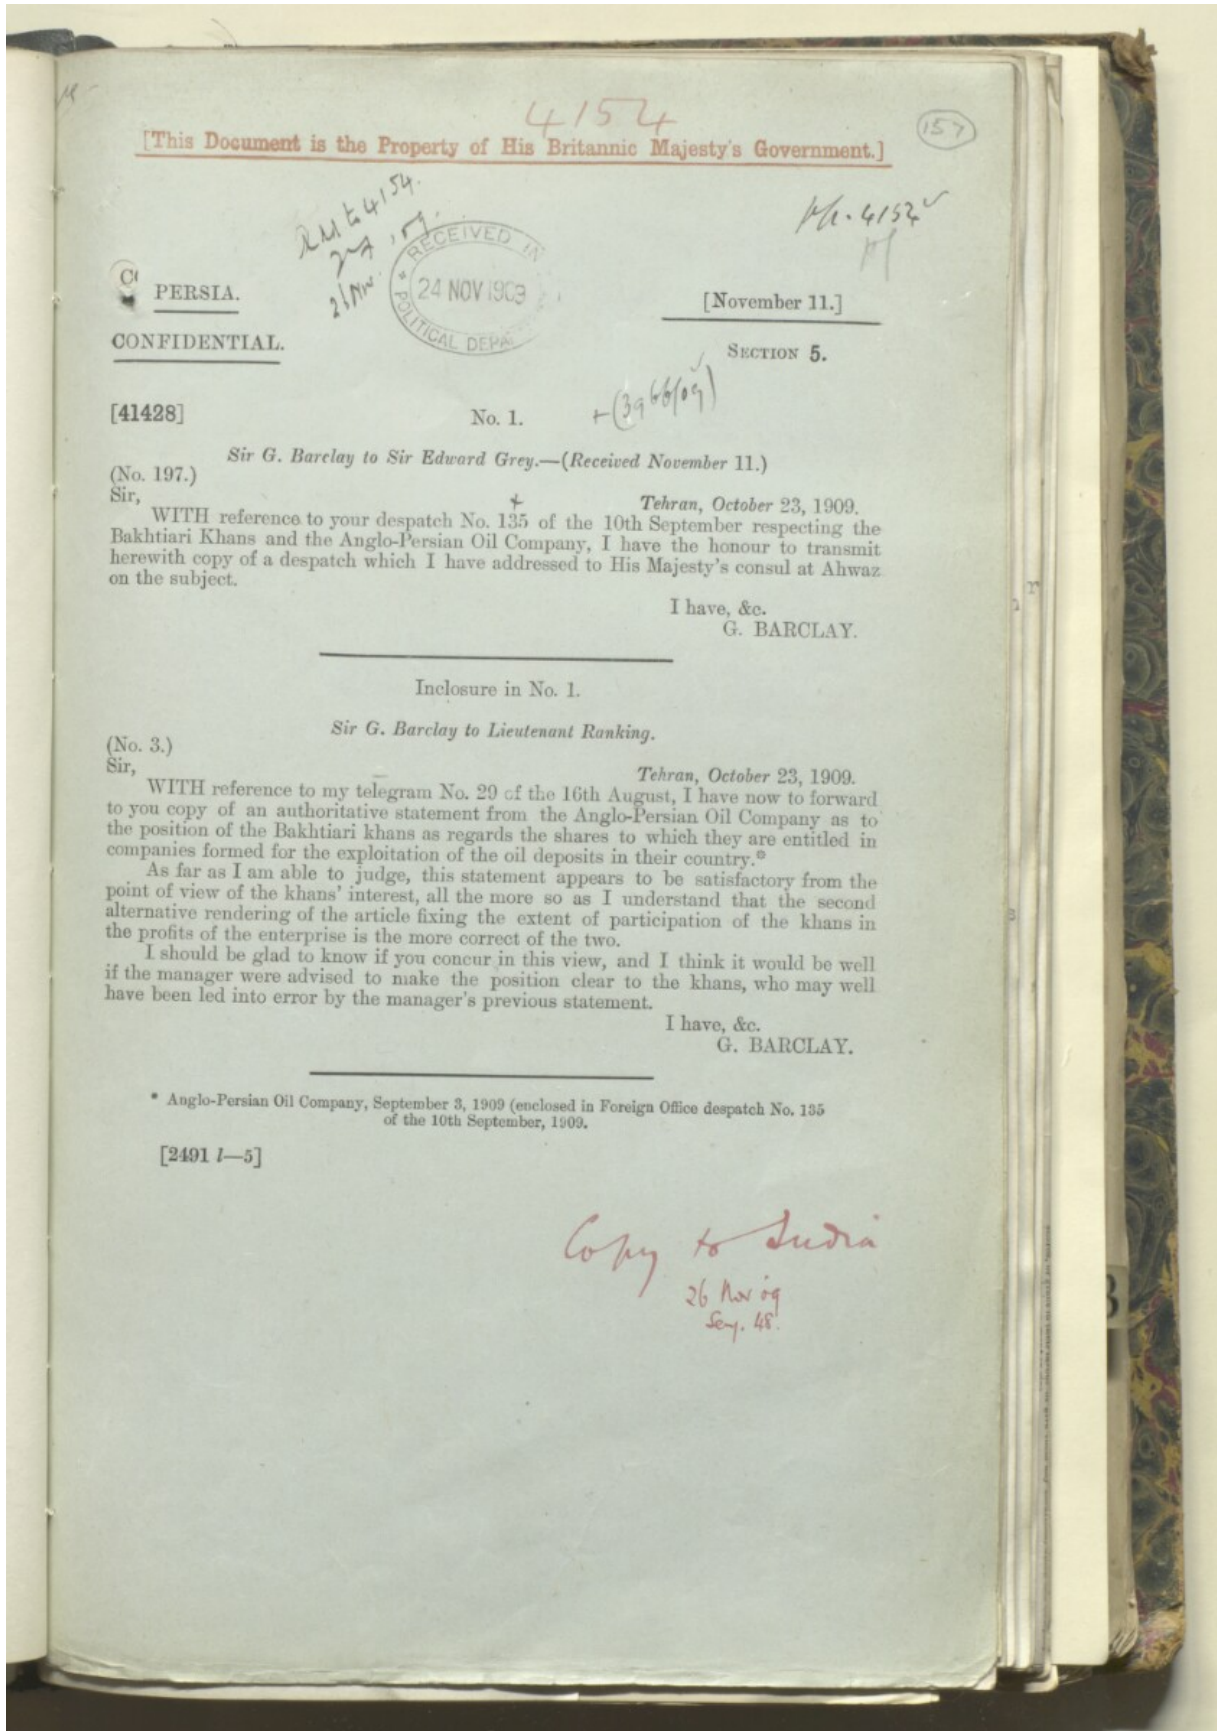 4154
157
[This Document is the Property of His Britannic Majesty's Government.]
4154
RECEIVED IN
24 NOV 1909
POLITICAL DEPA
PERSIA.
[November 11.]
CONFIDENTIAL.
SECTION 5.
(3966/09)
[41428]
No. 1.
Sir G. Barclay to Sir Edward Grey.—(Received November 11.)
(No. 197.)
Sir,
Tehran, October 23, 1909.
WITH reference to your despatch No. 135 of the 10th September respecting the
Bakhtiari Khans and the Anglo-Persian Oil Company, I have the honour to transmit
herewith copy of a despatch which I have addressed to His Majesty's consul at Ahwaz
on the subject.
I have, &c.
G. BARCLAY.
Inclosure in No. 1.
Sir G. Barclay to Lieutenant Ranking.
(No. 3.)
Sir,
Tehran, October 23, 1909.
WITH reference to my telegram No. 29 of the 16th August, I have now to forward
to you copy of an authoritative statement from the Anglo-Persian Oil Company as to
the position of the Bakhtiari khans as regards the shares to which they are entitled in
companies formed for the exploitation of the oil deposits in their country.*
As far as I am able to judge, this statement appears to be satisfactory from the
point of view of the khans' interest, all the more so as I understand that the second
alternative rendering of the article fixing the extent of participation of the khans in
the profits of the enterprise is the more correct of the two.
I should be glad to know if you concur in this view, and I think it would be well
if the manager were advised to make the position clear to the khans, who may well
have been led into error by the manager's previous statement.
I have, &c.
G. BARCLAY.
* Anglo-Persian Oil Company, September 3, 1909 (enclosed in Foreign Office despatch No. 135
of the 10th September, 1909.
[2491 l—5]
Copy to India
26 Nov 09
Sey. 48.